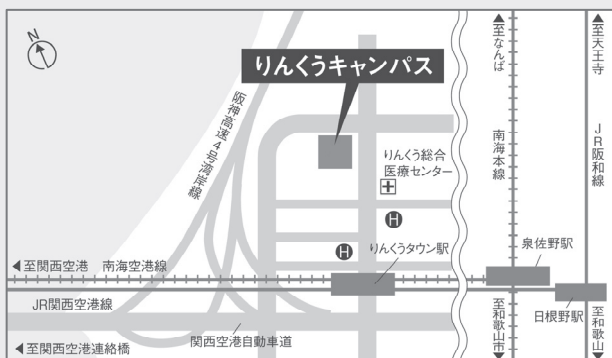 N
りんくうキャンパス
阪神高速4号湾岸線
りんくう総合
医療センター
H
H
りんくうタウン駅
◀至関西空港 南海空港線
JR関西空港線
関西空港自動車道
◀至関西空港連絡橋
▲至なんば
南海本線
至和歌山市▼
▲至天王寺
JR阪和線
至和歌山▼
泉佐野駅
日根野駅